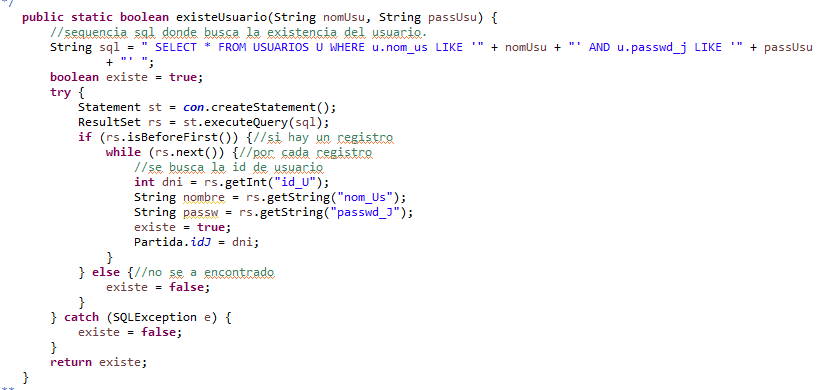 */
public static boolean existeUsuario(String nomUsu, String passUsu) {
//sequencia sql donde busca la existencia del usuario.
String sql = " SELECT * FROM USUARIOS U WHERE u.nom_us LIKE '" + nomUsu + "' AND u.passwd_j LIKE '" + passUsu
+ "' ";
boolean existe = true;
try {
Statement st = con.createStatement();
ResultSet rs = st.executeQuery(sql);
if (rs.isBeforeFirst()) {//si hay un registro
while (rs.next()) {//por cada registro
//se busca la id de usuario
int dni = rs.getInt("id_U");
String nombre = rs.getString("nom_Us");
String passw = rs.getString("passwd_J");
existe = true;
Partida.idJ = dni;
}
} else {//no se a encontrado
existe = false;
}
} catch (SQLException e) {
existe = false;
}
return existe;
}
**